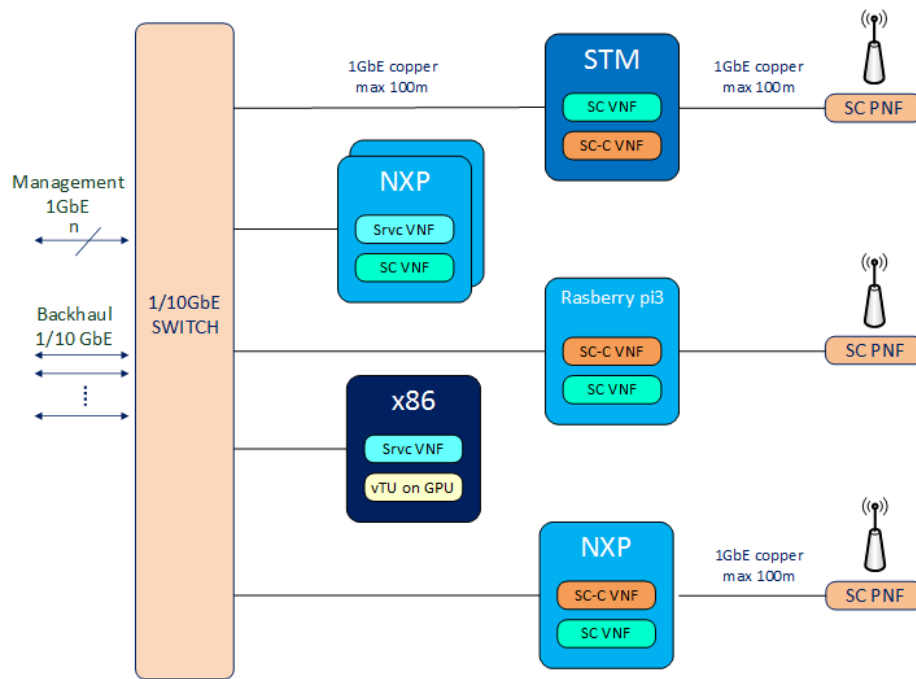 STM
1GbE copper
max 100m
SC VNF
SC-C VNF
1GbE copper
max 100m
SC PNF
Management
1GbE
n
NXP
Srvc VNF
SC VNF
Backhaul
1/10 GbE
1/10GbE
SWITCH
Rasberry pi3
SC-C VNF
SC VNF
SC PNF
x86
Srvc VNF
vTU on GPU
NXP
SC-C VNF
SC VNF
1GbE copper
max 100m
SC PNF